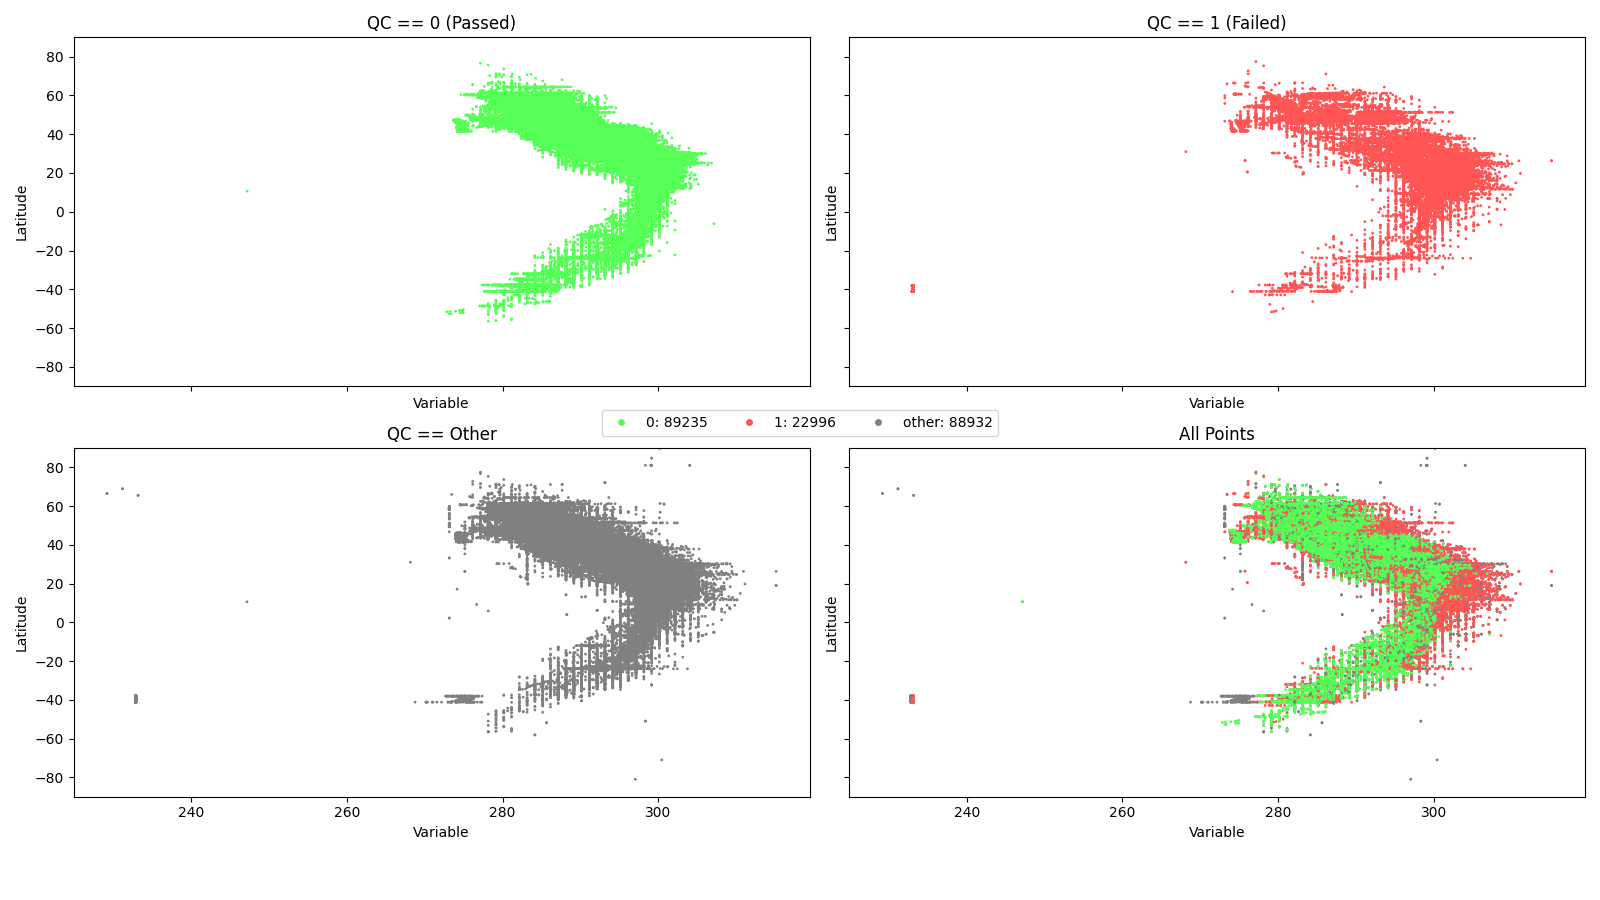 QC == 0 (Passed)
QC == 1 (Failed)
80
60
40
20
0
−20
−40
−60
−80
Latitude
Latitude
Variable
Variable
0: 89235
1: 22996
other: 88932
QC == Other
All Points
80
60
40
20
0
−20
−40
−60
−80
Latitude
Latitude
240
260
280
300
240
260
280
300
Variable
Variable